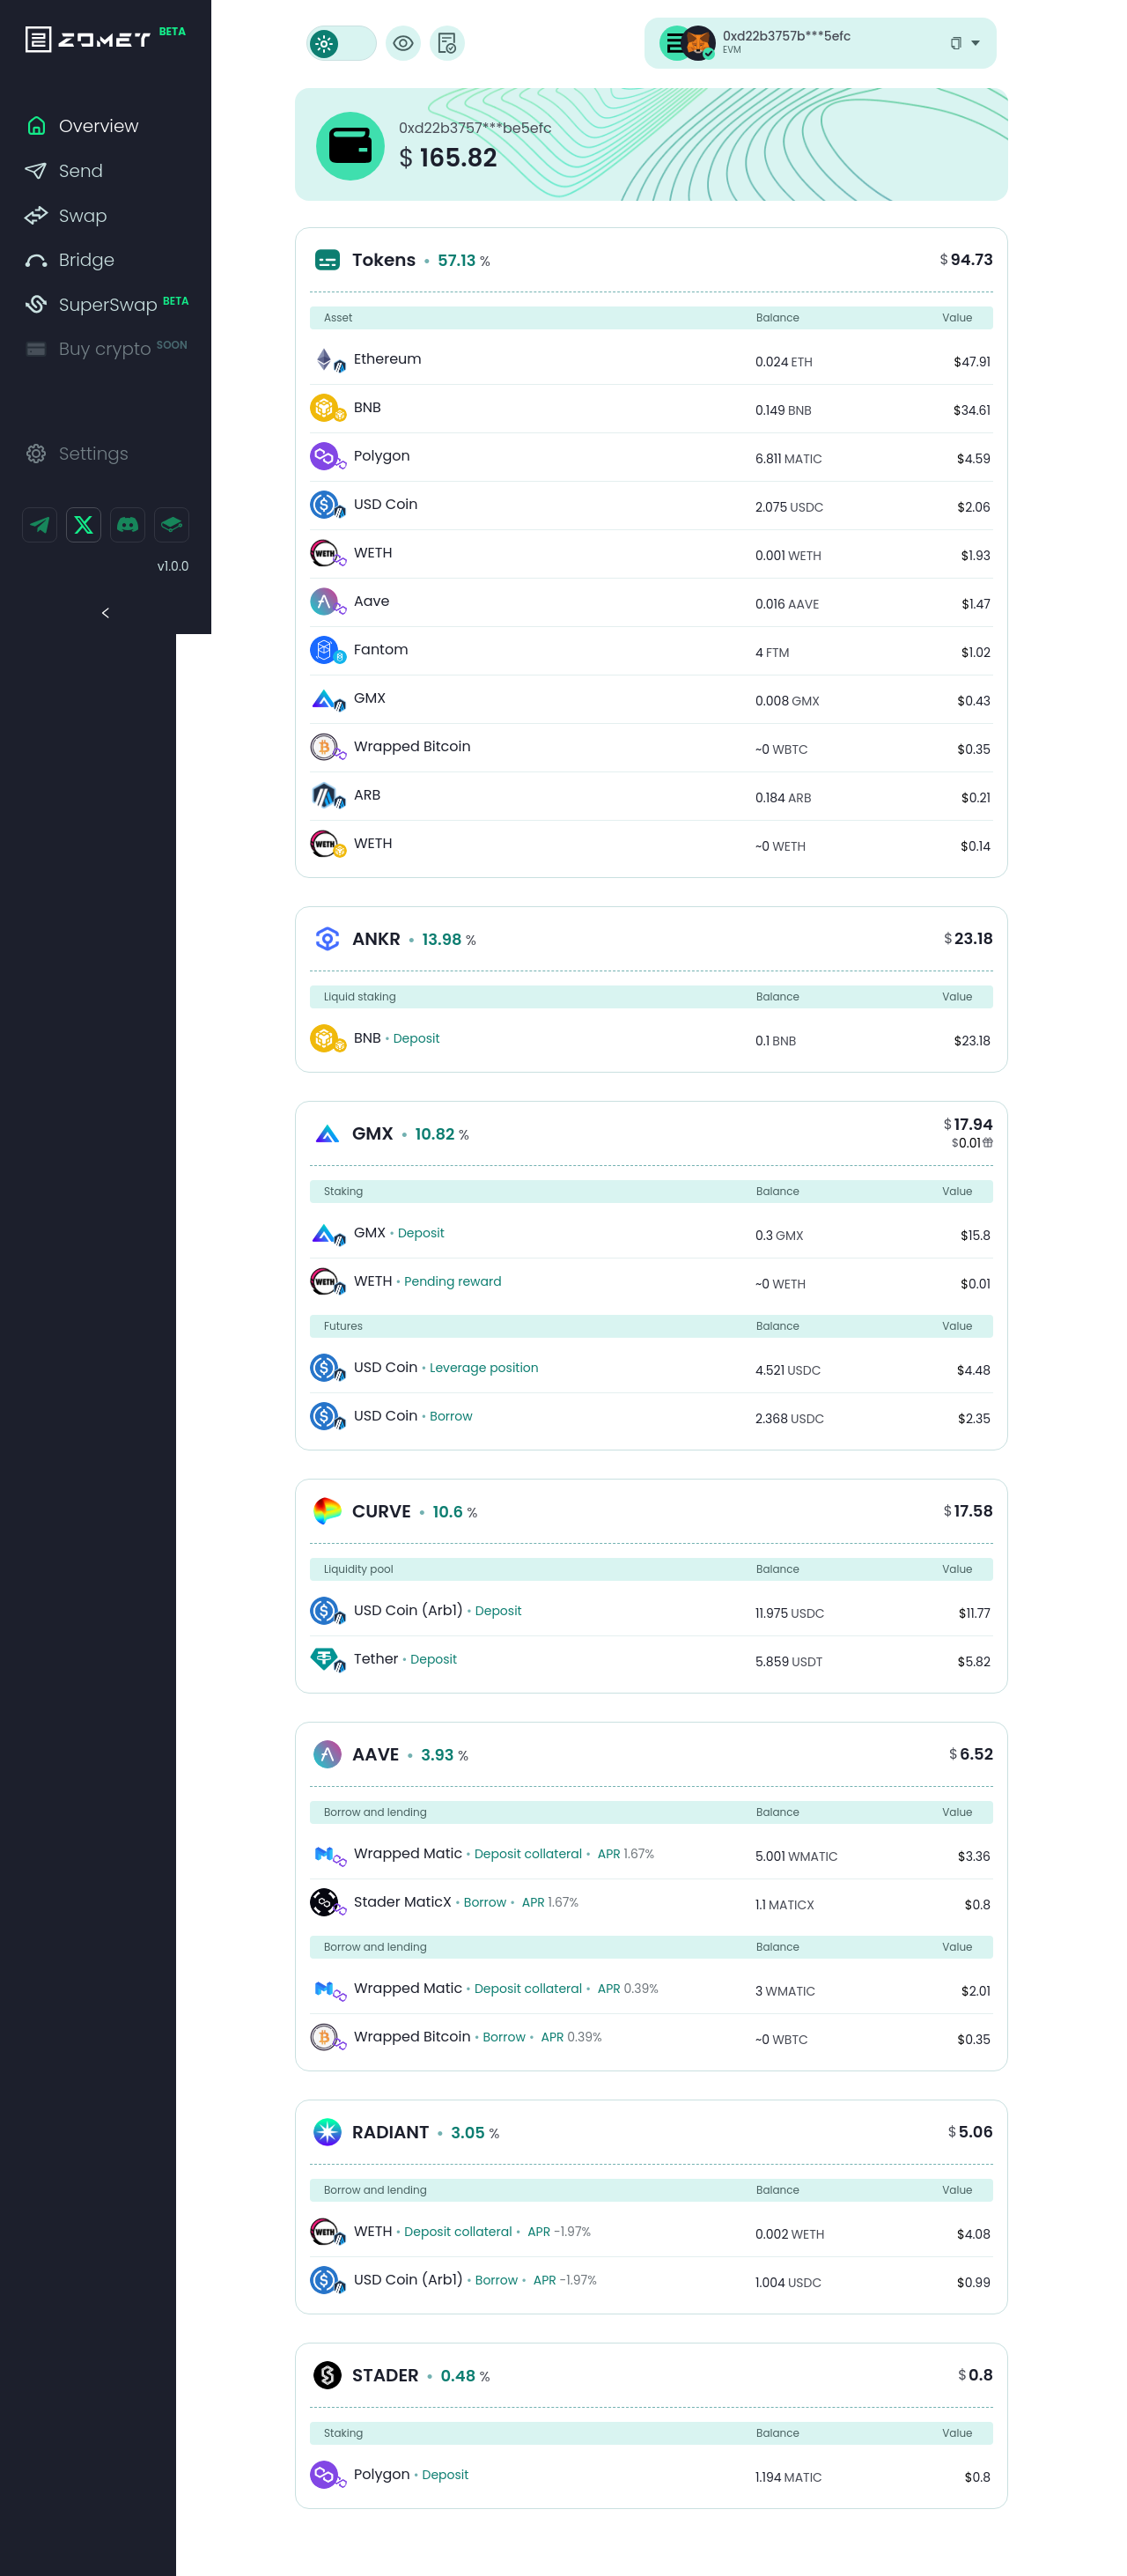 ZOMET BETA
Overview
Send
Swap
Bridge
SuperSwap BETA
Buy crypto SOON
Settings
v1.0.0
0xd22b3757b***5efc
EVM
0xd22b3757***be5efc
$ 165.82
Tokens • 57.13 % $ 94.73
Asset Balance Value
Ethereum 0.024 ETH $47.91
BNB 0.149 BNB $34.61
Polygon 6.811 MATIC $4.59
USD Coin 2.075 USDC $2.06
WETH WETH 0.001 WETH $1.93
Aave 0.016 AAVE $1.47
Fantom 4 FTM $1.02
GMX 0.008 GMX $0.43
Wrapped Bitcoin ~0 WBTC $0.35
ARB 0.184 ARB $0.21
WETH WETH ~0 WETH $0.14
ANKR • 13.98 % $ 23.18
Liquid staking Balance Value
BNB • Deposit 0.1 BNB $23.18
GMX • 10.82 % $ 17.94
$0.01
Staking Balance Value
GMX • Deposit 0.3 GMX $15.8
WETH WETH • Pending reward ~0 WETH $0.01
Futures Balance Value
USD Coin • Leverage position 4.521 USDC $4.48
USD Coin • Borrow 2.368 USDC $2.35
CURVE • 10.6 % $ 17.58
Liquidity pool Balance Value
USD Coin (Arb1) • Deposit 11.975 USDC $11.77
Tether • Deposit 5.859 USDT $5.82
AAVE • 3.93 % $ 6.52
Borrow and lending Balance Value
Wrapped Matic • Deposit collateral • APR 1.67% 5.001 WMATIC $3.36
Stader MaticX • Borrow • APR 1.67% 1.1 MATICX $0.8
Borrow and lending Balance Value
Wrapped Matic • Deposit collateral • APR 0.39% 3 WMATIC $2.01
Wrapped Bitcoin • Borrow • APR 0.39% ~0 WBTC $0.35
RADIANT • 3.05 % $ 5.06
Borrow and lending Balance Value
WETH WETH • Deposit collateral • APR -1.97% 0.002 WETH $4.08
USD Coin (Arb1) • Borrow • APR -1.97% 1.004 USDC $0.99
STADER • 0.48 % $ 0.8
Staking Balance Value
Polygon • Deposit 1.194 MATIC $0.8